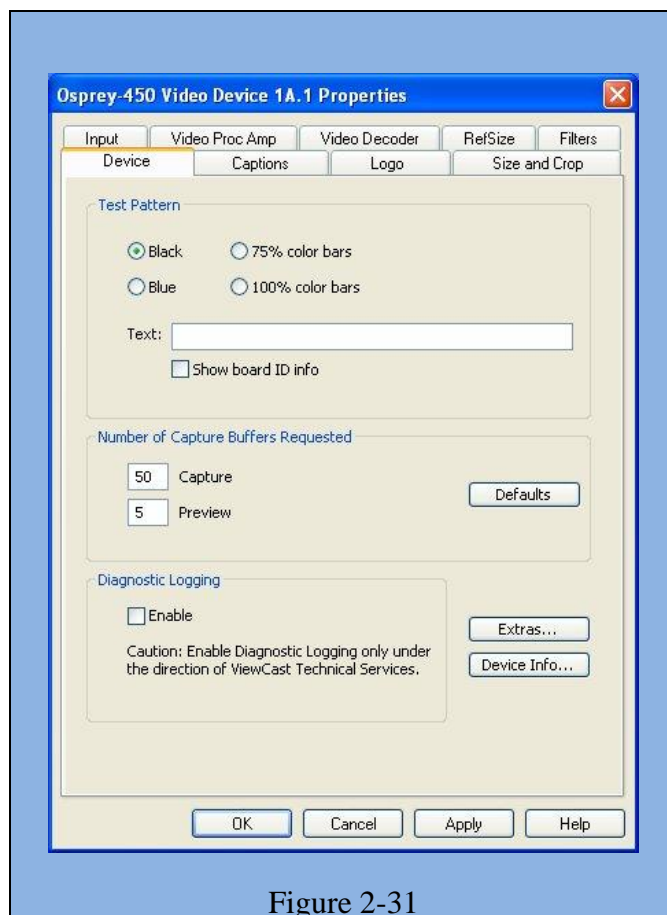 Osprey-450 Video Device 1A.1 Properties
Input Video Proc Amp Video Decoder RefSize Filters
Device Captions Logo Size and Crop
Test Pattern
Black 75% color bars
Blue 100% color bars
Text:
Show board ID info
Number of Capture Buffers Requested
50 Capture
Defaults
5 Preview
Diagnostic Logging
Enable
Extras...
Caution: Enable Diagnostic Logging only under
the direction of ViewCast Technical Services.
Device Info...
OK Cancel Apply Help
Figure 2-31